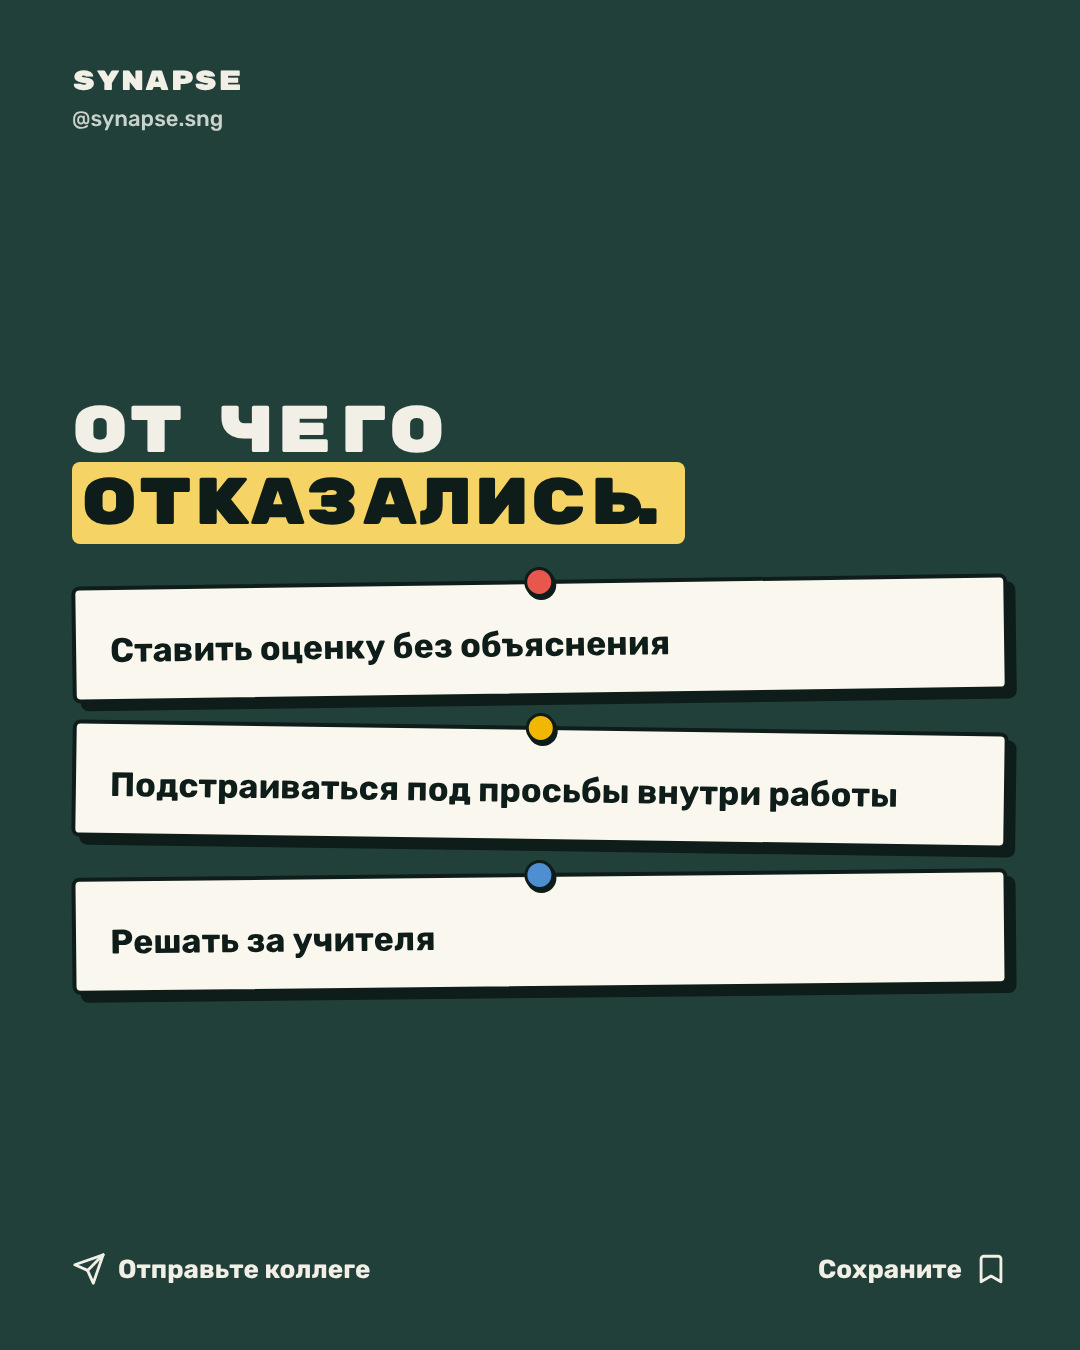 SYNAPSE
@synapse.sng
ОТ ЧЕГО
ОТКАЗАЛИСЬ.
Ставить оценку без объяснения
Подстраиваться под просьбы внутри работы
Решать за учителя
Отправьте коллеге
Сохраните